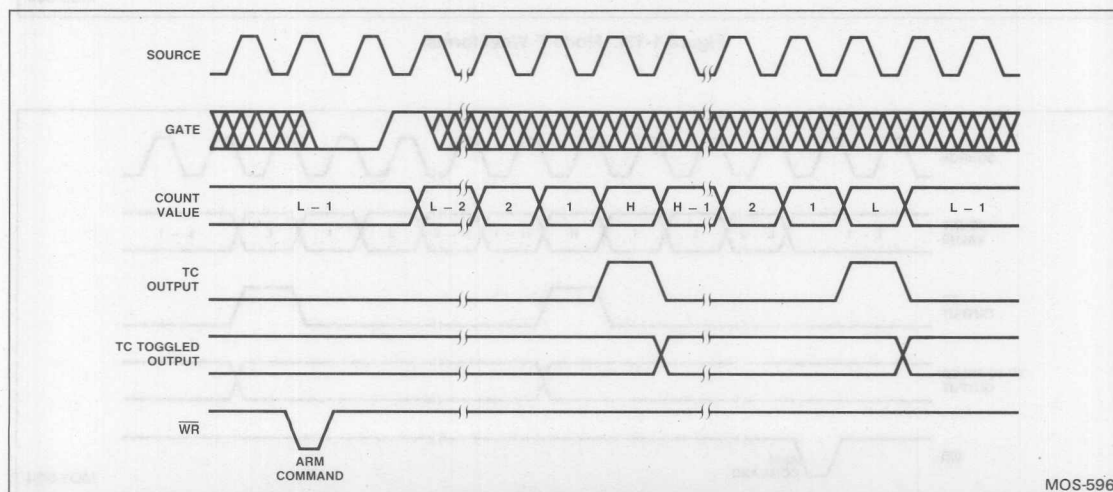 SOURCE
GATE
COUNT
VALUE
L – 1 L – 2 2 1 H H – 1 2 1 L L – 1
TC
OUTPUT
TC TOGGLED
OUTPUT
WR
ARM
COMMAND
MOS-596